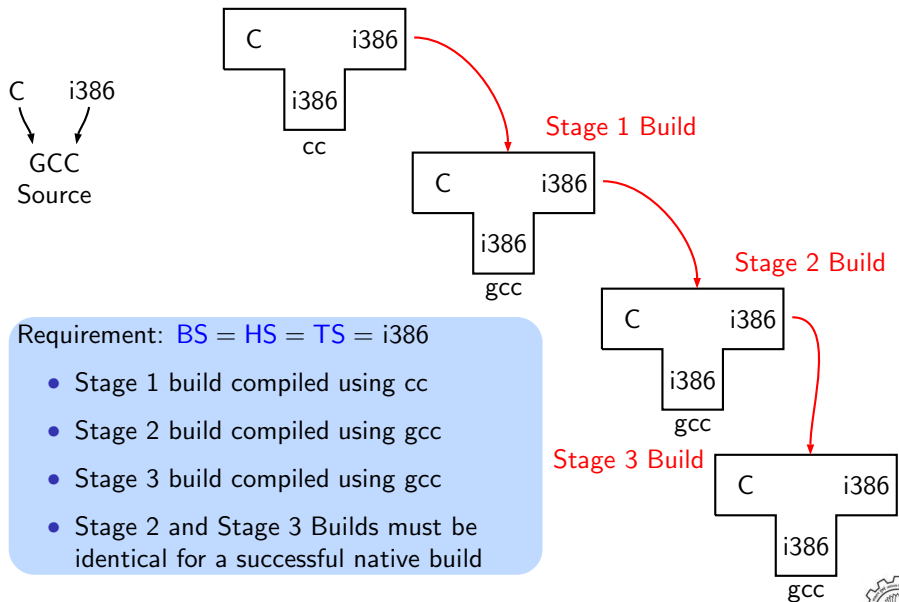 C i386
i386
cc
C i386
GCC
Source
Stage 1 Build
C i386
i386
gcc
Stage 2 Build
C i386
i386
gcc
Requirement: BS = HS = TS = i386
• Stage 1 build compiled using cc
• Stage 2 build compiled using gcc
• Stage 3 build compiled using gcc
• Stage 2 and Stage 3 Builds must be
identical for a successful native build
Stage 3 Build
C i386
i386
gcc